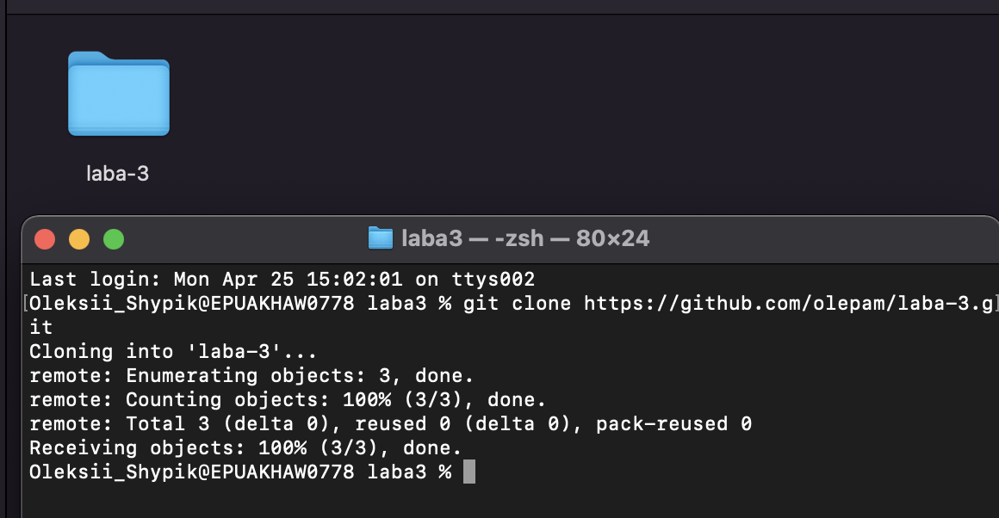 laba-3
laba3 — -zsh — 80×24
Last login: Mon Apr 25 15:02:01 on ttys002
[Oleksii_Shypik@EPUAKHAW0778 laba3 % git clone https://github.com/olepam/laba-3.g]
it
Cloning into 'laba-3'...
remote: Enumerating objects: 3, done.
remote: Counting objects: 100% (3/3), done.
remote: Total 3 (delta 0), reused 0 (delta 0), pack-reused 0
Receiving objects: 100% (3/3), done.
Oleksii_Shypik@EPUAKHAW0778 laba3 %